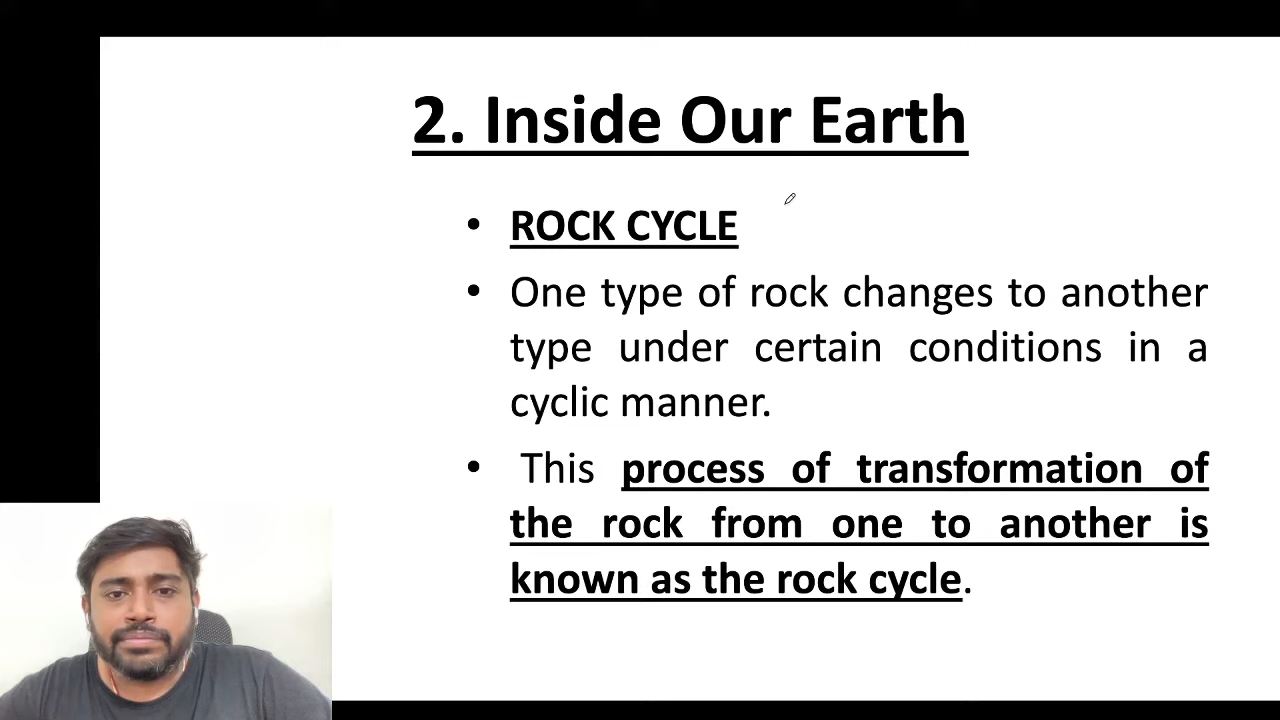 2. Inside Our Earth
• ROCK CYCLE
• One type of rock changes to another
type under certain conditions in a
cyclic manner.
• This process of transformation of
the rock from one to another is
known as the rock cycle.